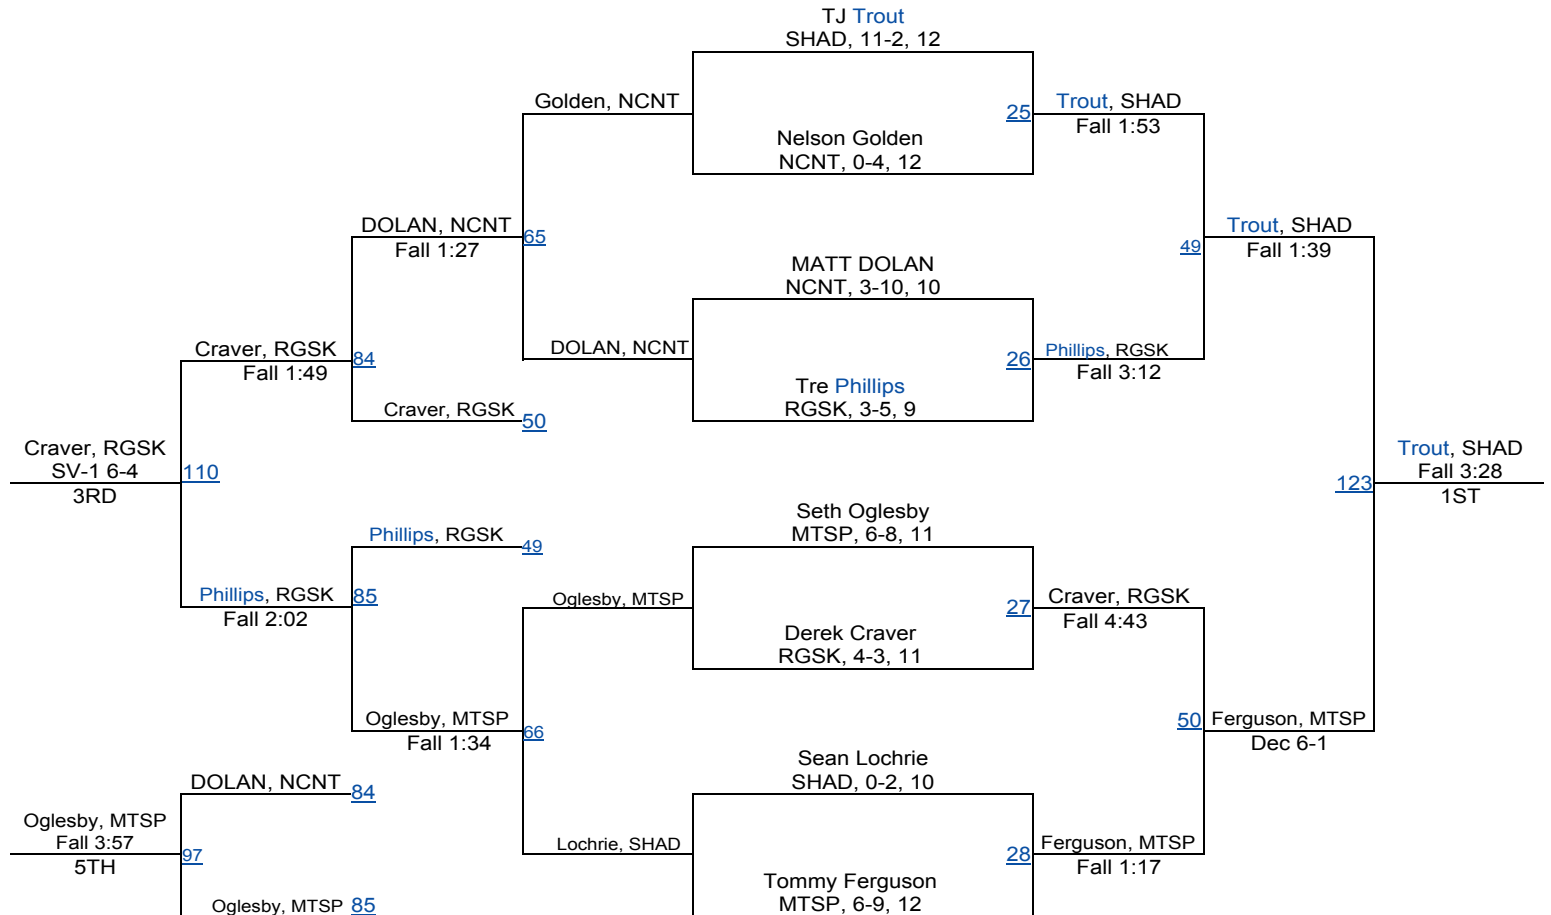 TJ Trout
SHAD, 11-2, 12
Golden, NCNT
25
Trout, SHAD
Fall 1:53
Nelson Golden
NCNT, 0-4, 12
DOLAN, NCNT
Fall 1:27
65
49
Trout, SHAD
Fall 1:39
MATT DOLAN
NCNT, 3-10, 10
Craver, RGSK
Fall 1:49
84
DOLAN, NCNT
26
Phillips, RGSK
Fall 3:12
Tre Phillips
RGSK, 3-5, 9
Craver, RGSK
50
Craver, RGSK
SV-1 6-4
3RD
110
123
Trout, SHAD
Fall 3:28
1ST
Seth Oglesby
MTSP, 6-8, 11
Phillips, RGSK
49
Phillips, RGSK
Fall 2:02
85
Oglesby, MTSP
27
Craver, RGSK
Fall 4:43
Derek Craver
RGSK, 4-3, 11
Oglesby, MTSP
Fall 1:34
66
50
Ferguson, MTSP
Dec 6-1
Sean Lochrie
SHAD, 0-2, 10
DOLAN, NCNT
84
Oglesby, MTSP
Fall 3:57
5TH
97
Lochrie, SHAD
28
Ferguson, MTSP
Fall 1:17
Tommy Ferguson
MTSP, 6-9, 12
Oglesby, MTSP
85